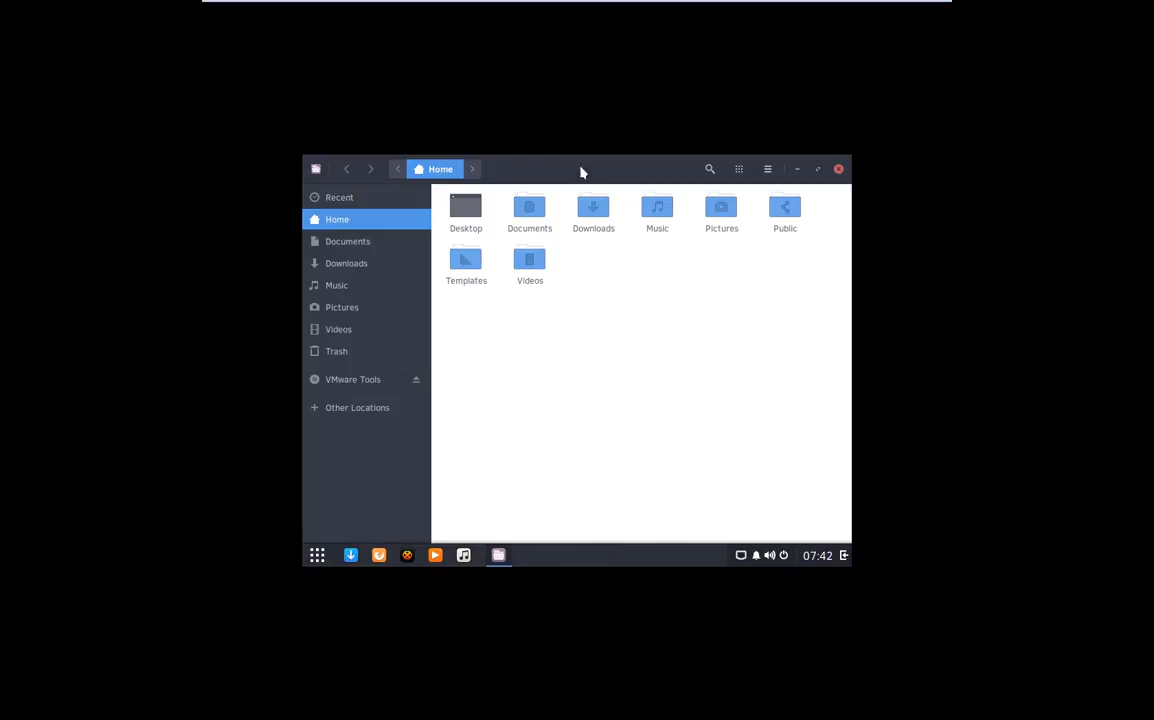 Home
Recent
Home
Documents
Downloads
Music
Pictures
Videos
Trash
VMware Tools
Other Locations
Desktop Documents Downloads Music Pictures Public
Templates Videos
07:42